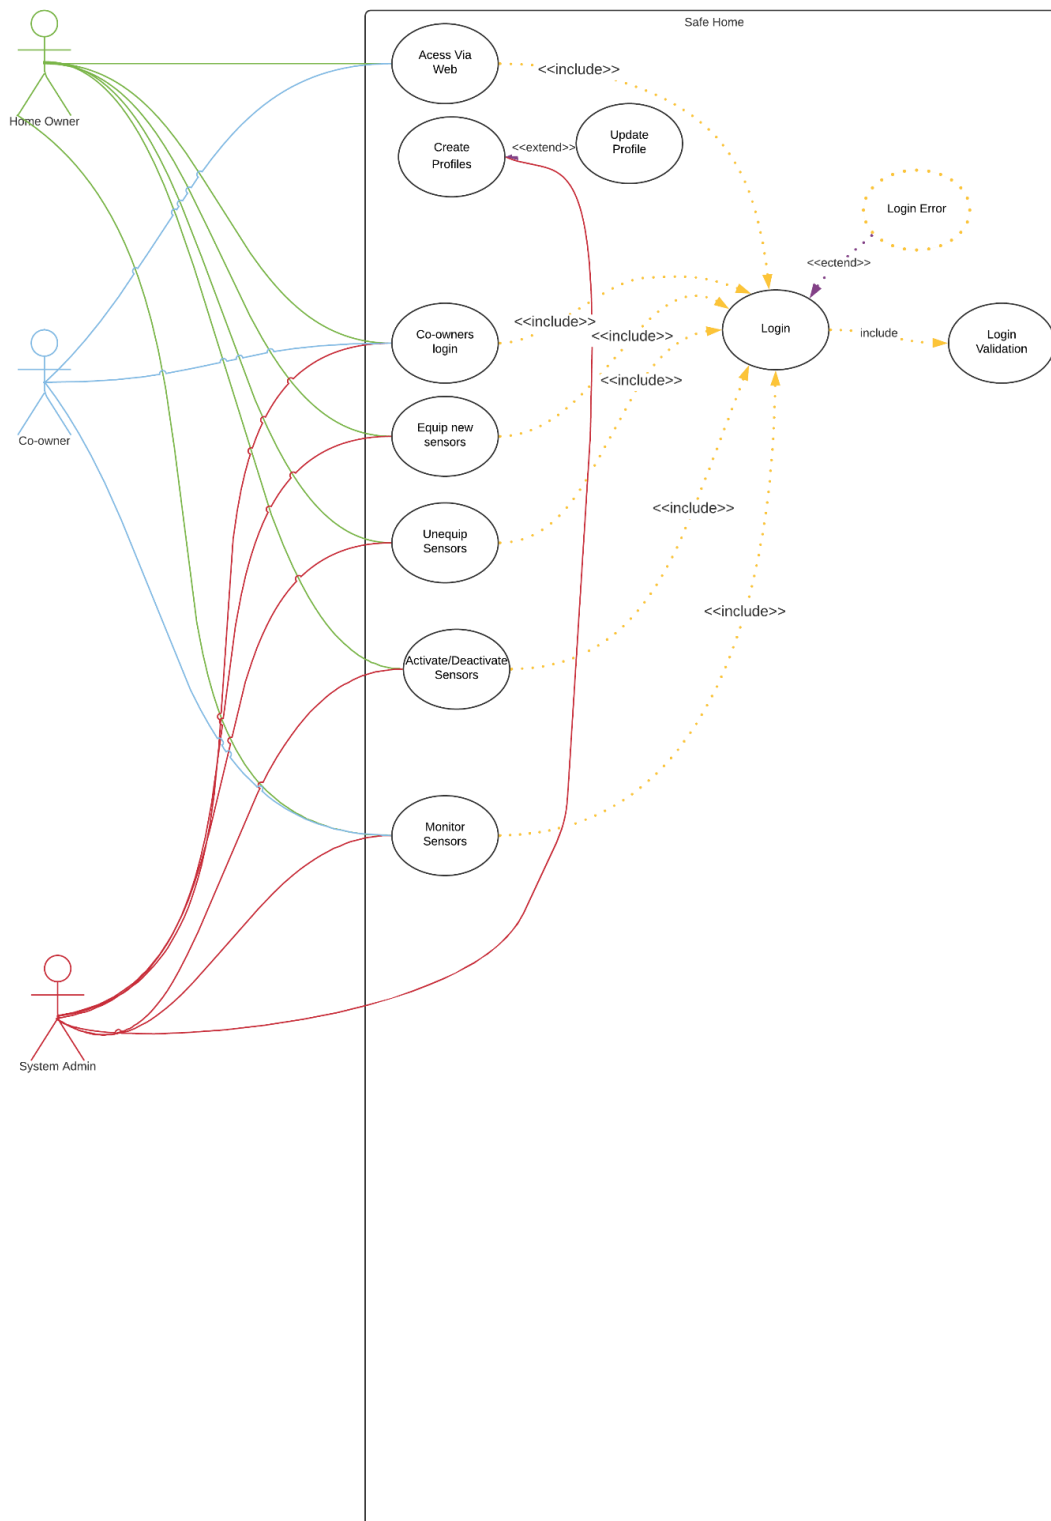 Safe Home
Home Owner
Acess Via
Web
<<include>>
Create
Profiles
<<extend>>
Update
Profile
Login Error
<<ectend>>
Co-owner
Co-owners
login
<<include>>
<<include>>
<<include>>
Login
include
Login
Validation
Equip new
sensors
Unequip
Sensors
<<include>>
Activate/Deactivate
Sensors
<<include>>
Monitor
Sensors
System Admin